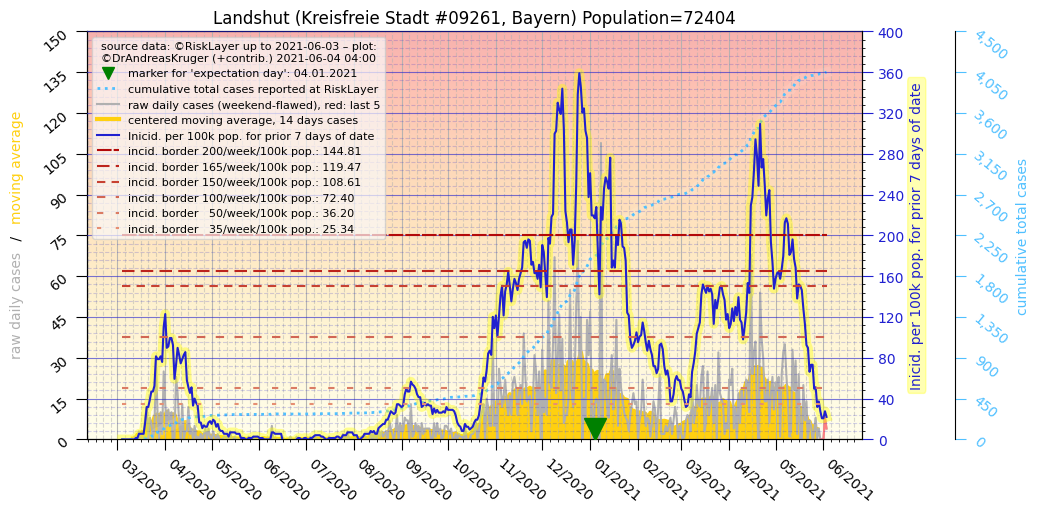 Landshut (Kreisfreie Stadt #09261, Bayern) Population=72404
source data: ©RiskLayer up to 2021-06-03 – plot:
©DrAndreasKruger (+contrib.) 2021-06-04 04:00
marker for 'expectation day': 04.01.2021
cumulative total cases reported at RiskLayer
raw daily cases (weekend-flawed), red: last 5
centered moving average, 14 days cases
Inicid. per 100k pop. for prior 7 days of date
incid. border 200/week/100k pop.: 144.81
incid. border 165/week/100k pop.: 119.47
incid. border 150/week/100k pop.: 108.61
incid. border 100/week/100k pop.: 72.40
incid. border   50/week/100k pop.: 36.20
incid. border   35/week/100k pop.: 25.34
raw daily cases / moving average
150
135
120
105
90
75
60
45
30
15
0
03/2020
04/2020
05/2020
06/2020
07/2020
08/2020
09/2020
10/2020
11/2020
12/2020
01/2021
02/2021
03/2021
04/2021
05/2021
06/2021
400
360
320
280
240
200
160
120
80
40
0
Inicid. per 100k pop. for prior 7 days of date
4,500
4,050
3,600
3,150
2,700
2,250
1,800
1,350
900
450
0
cumulative total cases